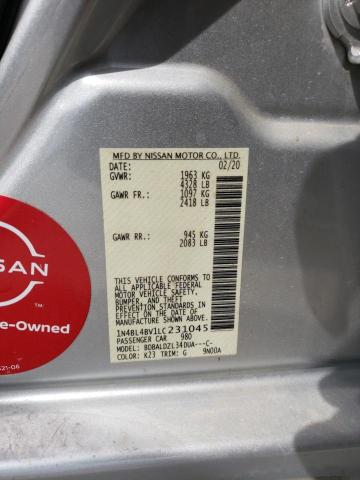 MFD BY NISSAN MOTOR CO., LTD.
DATE: 02/20
GVWR: 1963 KG
4328 LB
GAWR FR: 1097 KG
2418 LB
GAWR RR: 945 KG
2083 LB
THIS VEHICLE CONFORMS TO ALL
APPLICABLE FEDERAL MOTOR VEHICLE
SAFETY, BUMPER, AND THEFT
PREVENTION STANDARDS IN EFFECT
ON THE DATE OF MANUFACTURE
SHOWN ABOVE.
1N4BL4BV1LC231045
PASSENGER CAR 980
MODEL: BDBALDZL34DUA---C-
COLOR: K23 TRIM: G 9N00A
NISSAN
e-Owned
521-06